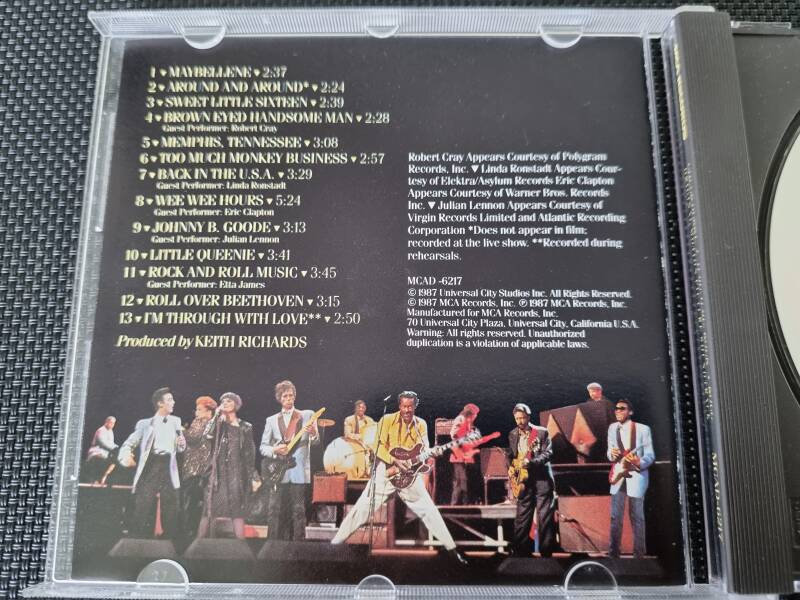 1 ♥ MAYBELLENE ♥ 2:37
2 ♥ AROUND AND AROUND* ♥ 2:24
3 ♥ SWEET LITTLE SIXTEEN ♥ 2:39
4 ♥ BROWN EYED HANDSOME MAN ♥ 2:28
Guest Performer: Robert Cray
5 ♥ MEMPHIS, TENNESSEE ♥ 3:08
6 ♥ TOO MUCH MONKEY BUSINESS ♥ 2:57
7 ♥ BACK IN THE U.S.A. ♥ 3:29
Guest Performer: Linda Ronstadt
8 ♥ WEE WEE HOURS ♥ 5:24
Guest Performer: Eric Clapton
9 ♥ JOHNNY B. GOODE ♥ 3:13
Guest Performer: Julian Lennon
10 ♥ LITTLE QUEENIE ♥ 3:41
11 ♥ ROCK AND ROLL MUSIC ♥ 3:45
Guest Performer: Etta James
12 ♥ ROLL OVER BEETHOVEN ♥ 3:15
13 ♥ I'M THROUGH WITH LOVE** ♥ 2:50
Produced by KEITH RICHARDS
Robert Cray Appears Courtesy of Polygram
Records, Inc. ▼ Linda Ronstadt Appears Cour-
tesy of Elektra/Asylum Records Eric Clapton
Appears Courtesy of Warner Bros. Records
Inc. ▼ Julian Lennon Appears Courtesy of
Virgin Records Limited and Atlantic Recording
Corporation *Does not appear in film;
recorded at the live show. **Recorded during
rehearsals.
MCAD-6217
© 1987 Universal City Studios Inc. All Rights Reserved.
© 1987 MCA Records, Inc. ℗ 1987 MCA Records, Inc.
Manufactured for MCA Records, Inc.
70 Universal City Plaza, Universal City, California U.S.A.
Warning: All rights reserved. Unauthorized
duplication is a violation of applicable laws.